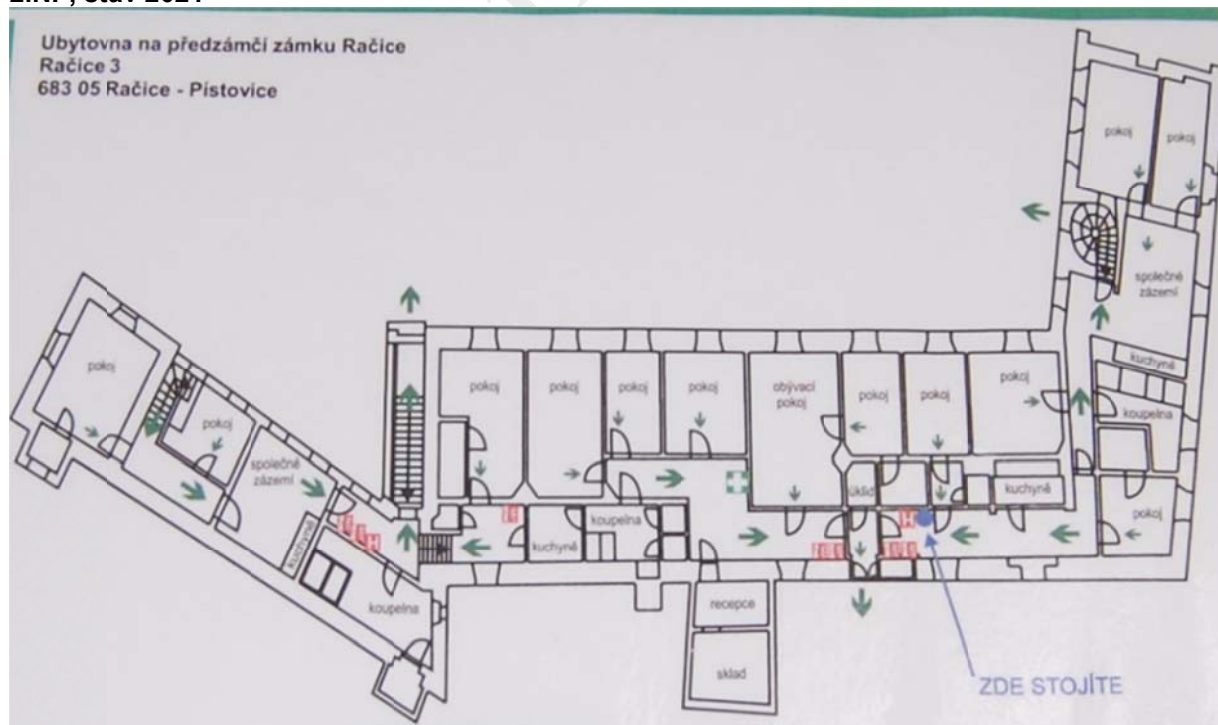 Ubytovna na předzámčí zámku Račice
Račice 3
683 05 Račice - Pístovice
pokoj
pokoj
společné
zázemí
kuchyně
koupelna
pokoj
pokoj
pokoj
společné
zázemí
kuchyně
koupelna
pokoj
pokoj
pokoj
pokoj
obývací
pokoj
pokoj
pokoj
pokoj
úklid
kuchyně
kuchyně
koupelna
recepce
sklad
H
H
ZDE STOJÍTE